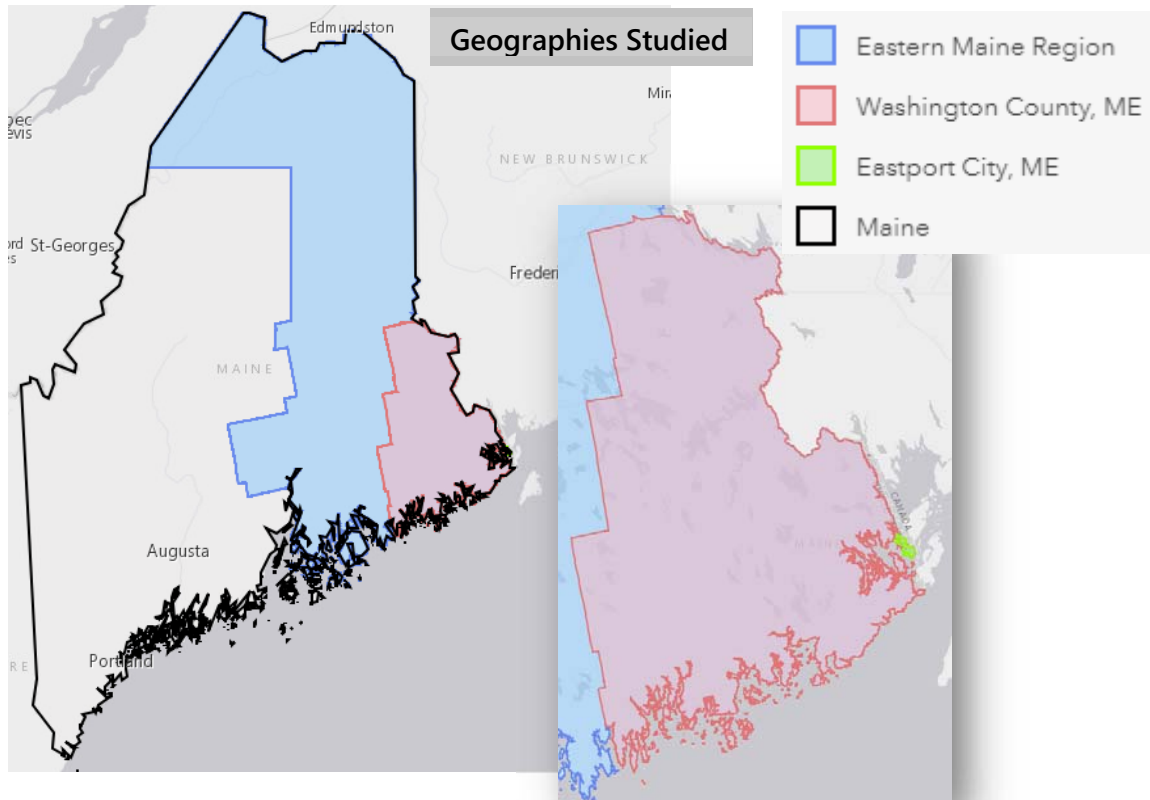 Geographies Studied
Edmundston
NEW BRUNSWICK
St-Georges
MAINE
Augusta
Portland
CANADA
MAINE
Eastern Maine Region
Washington County, ME
Eastport City, ME
Maine